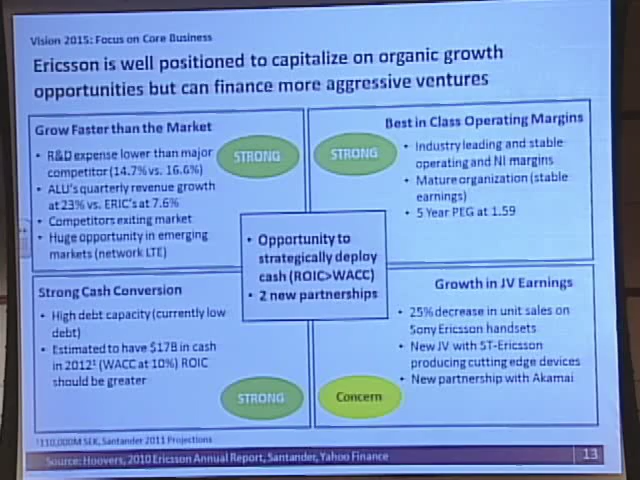 Vision 2015: Focus on Core Business
Ericsson is well positioned to capitalize on organic growth
opportunities but can finance more aggressive ventures
Grow Faster than the Market
• R&D expense lower than major
competitor (14.7% vs. 16.6%)
• ALU's quarterly revenue growth
at 23% vs. ERIC's at 7.6%
• Competitors exiting market
• Huge opportunity in emerging
markets (network LTE)
STRONG
Best in Class Operating Margins
STRONG
• Industry leading and stable
operating and NI margins
• Mature organization (stable
earnings)
• 5 Year PEG at 1.59
• Opportunity to
strategically deploy
cash (ROIC>WACC)
• 2 new partnerships
Strong Cash Conversion
• High debt capacity (currently low
debt)
• Estimated to have $17B in cash
in 2012¹ (WACC at 10%) ROIC
should be greater
STRONG
Growth in JV Earnings
• 25% decrease in unit sales on
Sony Ericsson handsets
• New JV with ST-Ericsson
producing cutting edge devices
• New partnership with Akamai
Concern
¹110,000M SEK, Santander 2011 Projections
Source: Hoovers, 2010 Ericsson Annual Report, Santander, Yahoo Finance
13